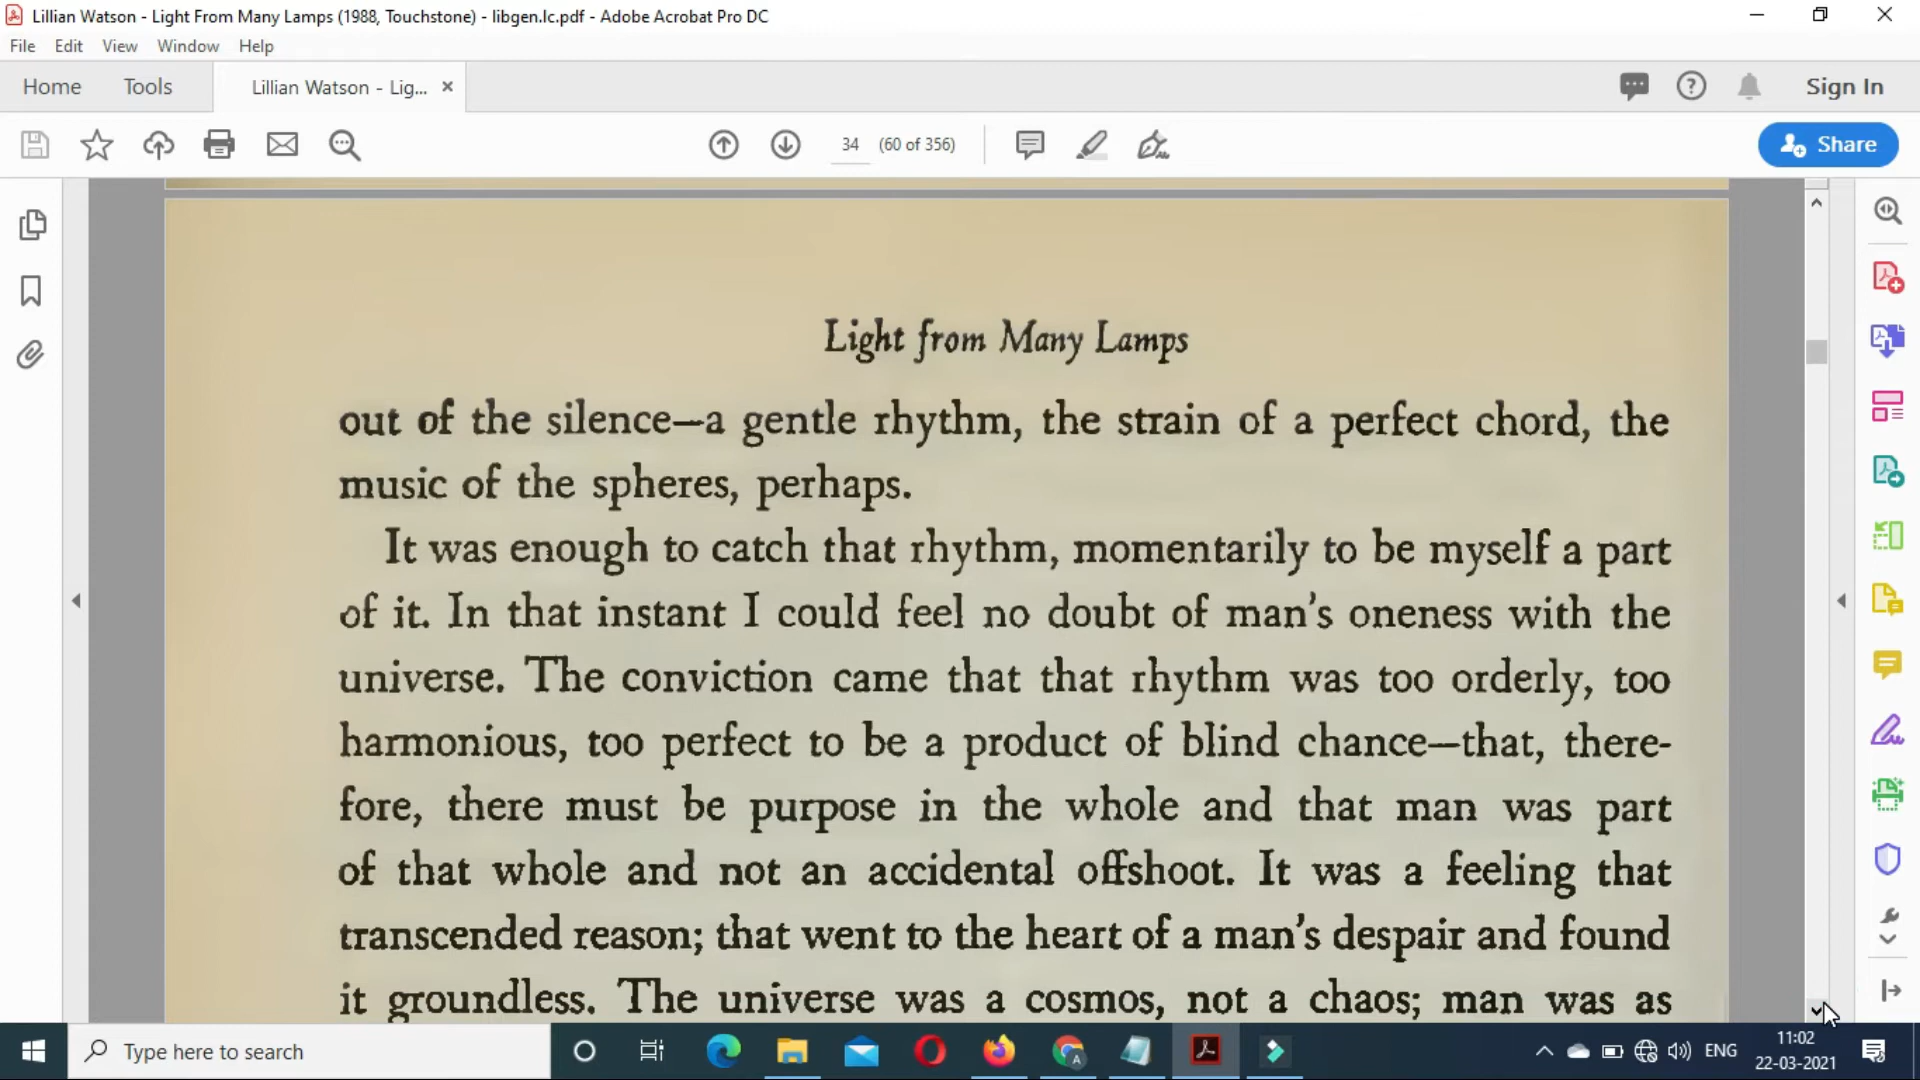 Lillian Watson - Light From Many Lamps (1988, Touchstone) - libgen.lc.pdf - Adobe Acrobat Pro DC
File Edit View Window Help
Home Tools Lillian Watson - Lig... × Sign In
34 (60 of 356) Share
Light from Many Lamps
out of the silence—a gentle rhythm, the strain of a perfect chord, the
music of the spheres, perhaps.
It was enough to catch that rhythm, momentarily to be myself a part
of it. In that instant I could feel no doubt of man's oneness with the
universe. The conviction came that that rhythm was too orderly, too
harmonious, too perfect to be a product of blind chance—that, there-
fore, there must be purpose in the whole and that man was part
of that whole and not an accidental offshoot. It was a feeling that
transcended reason; that went to the heart of a man's despair and found
it groundless. The universe was a cosmos, not a chaos; man was as
Type here to search
ENG
11:02
22-03-2021